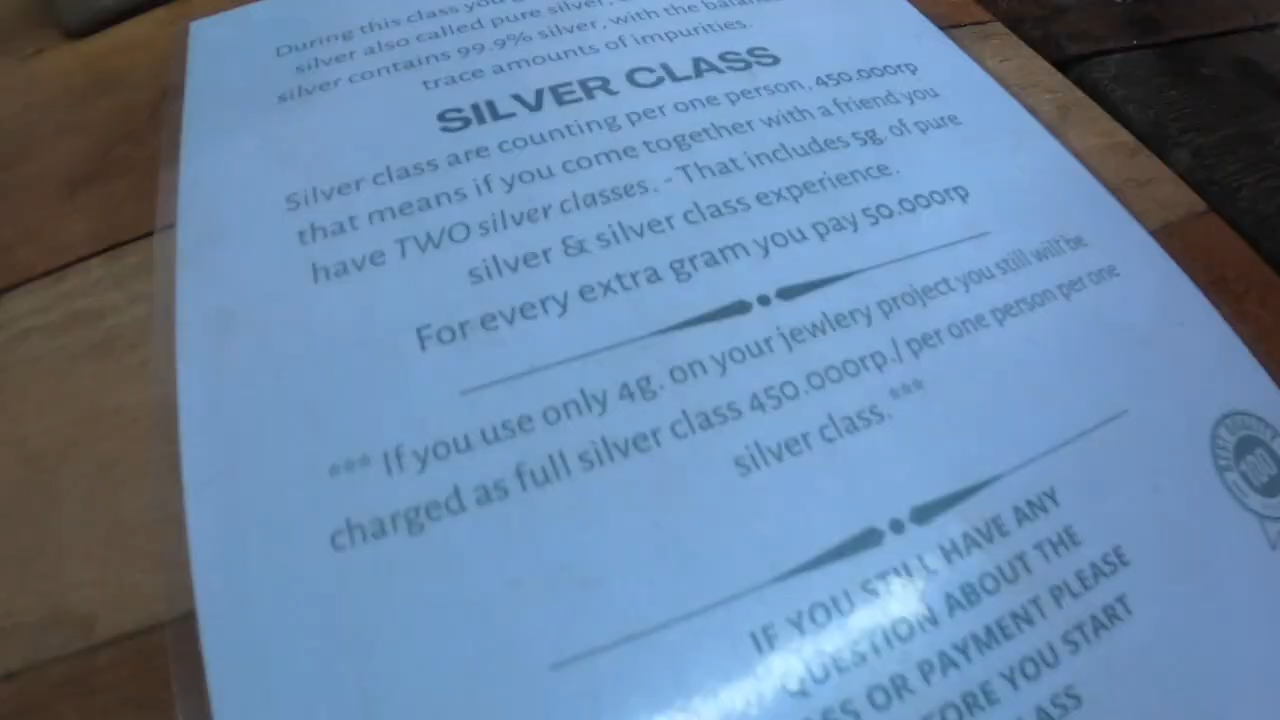 During this class you
silver also called pure silver,
silver contains 99.9% silver, with the balance
trace amounts of impurities.
SILVER CLASS
Silver class are counting per one person, 450.000rp
that means if you come together with a friend you
have TWO silver classes. - That includes 5g. of pure
silver & silver class experience.
For every extra gram you pay 50.000rp
*** If you use only 4g. on your jewlery project you still will be
charged as full silver class 450.000rp./ per one person per one
silver class. ***
100
IF YOU STILL HAVE ANY
QUESTION ABOUT THE
OR PAYMENT PLEASE
YOU START